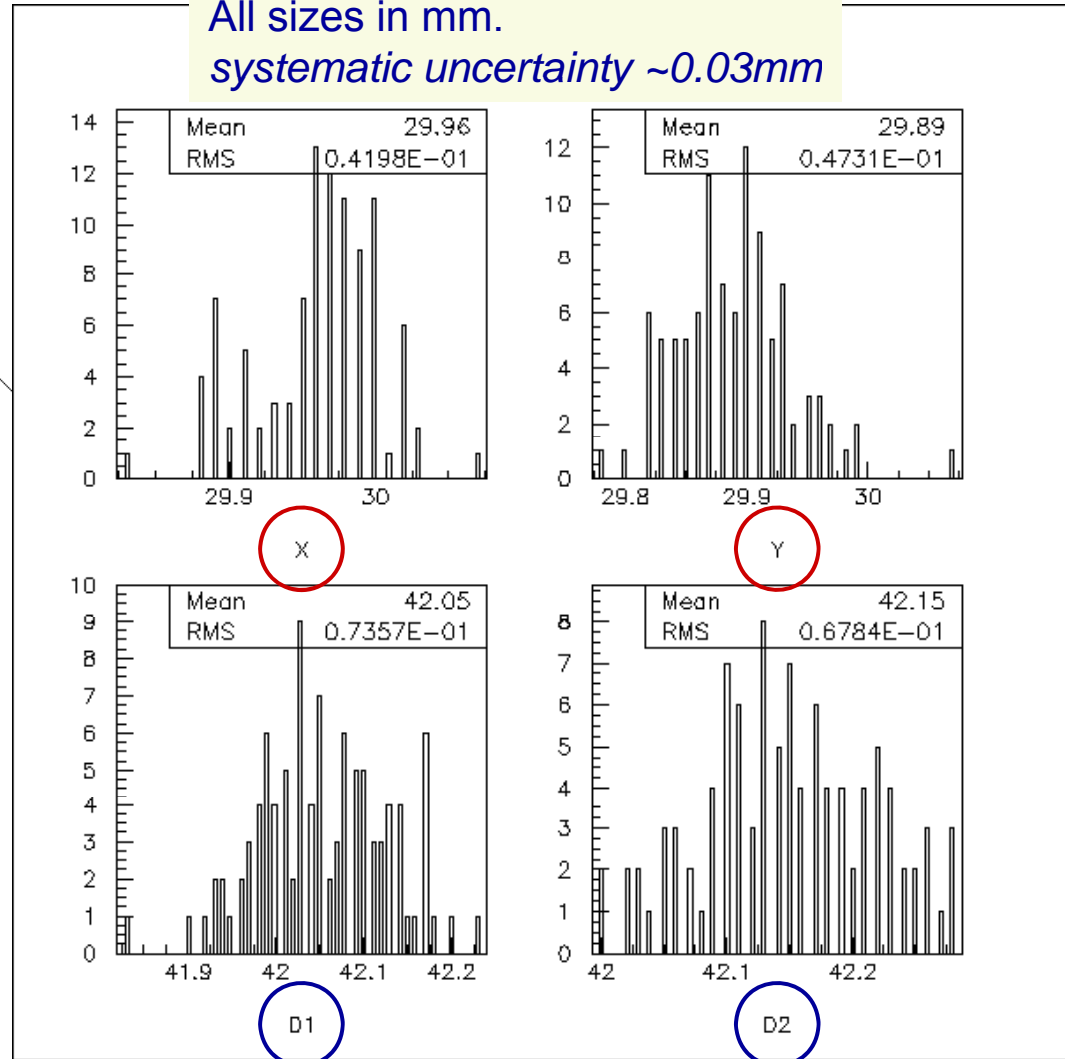 All sizes in mm.
systematic uncertainty ~0.03mm
Mean 29.96
RMS 0.4198E-01
14
12
10
8
6
4
2
0
29.9 30
X
Mean 29.89
RMS 0.4731E-01
12
10
8
6
4
2
0
29.8 29.9 30
Y
Mean 42.05
RMS 0.7357E-01
10
9
8
7
6
5
4
3
2
1
0
41.9 42 42.1 42.2
D1
Mean 42.15
RMS 0.6784E-01
8
7
6
5
4
3
2
1
0
42 42.1 42.2
D2